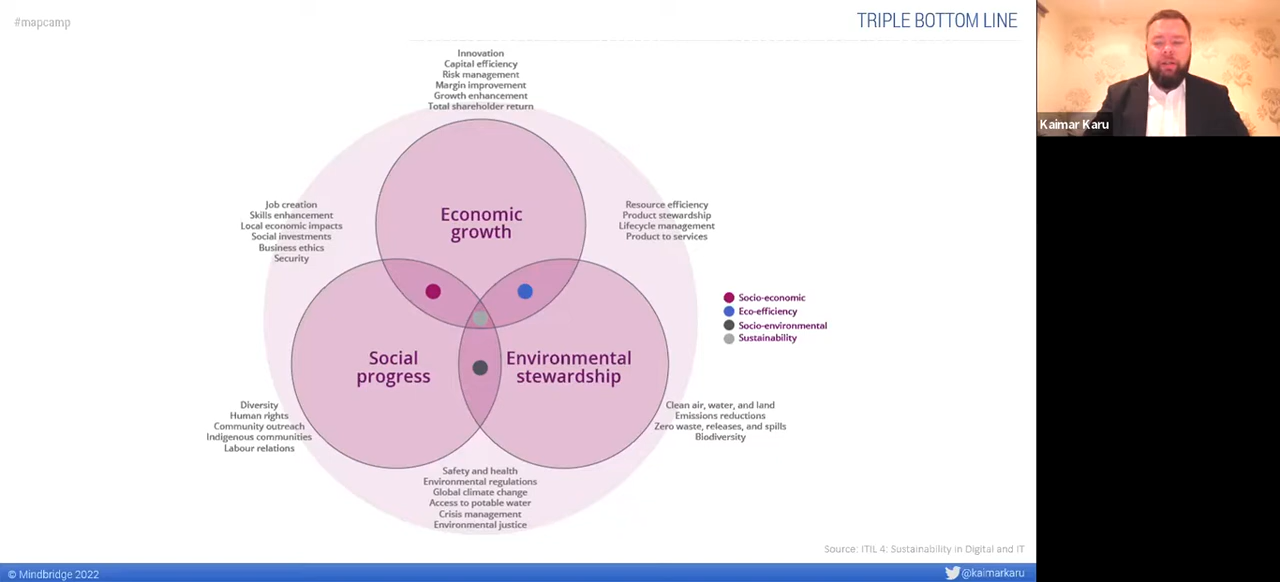 #mapcamp
TRIPLE BOTTOM LINE
Innovation
Capital efficiency
Risk management
Margin improvement
Growth enhancement
Total shareholder return
Job creation
Skills enhancement
Local economic impacts
Social investments
Business ethics
Security
Economic
growth
Resource efficiency
Product stewardship
Lifecycle management
Product to services
Socio-economic
Eco-efficiency
Socio-environmental
Sustainability
Social
progress
Environmental
stewardship
Diversity
Human rights
Community outreach
Indigenous communities
Labour relations
Clean air, water, and land
Emissions reductions
Zero waste, releases, and spills
Biodiversity
Safety and health
Environmental regulations
Global climate change
Access to potable water
Crisis management
Environmental justice
Source: ITIL 4: Sustainability in Digital and IT
© Mindbridge 2022
@kaimarkaru
Kaimar Karu